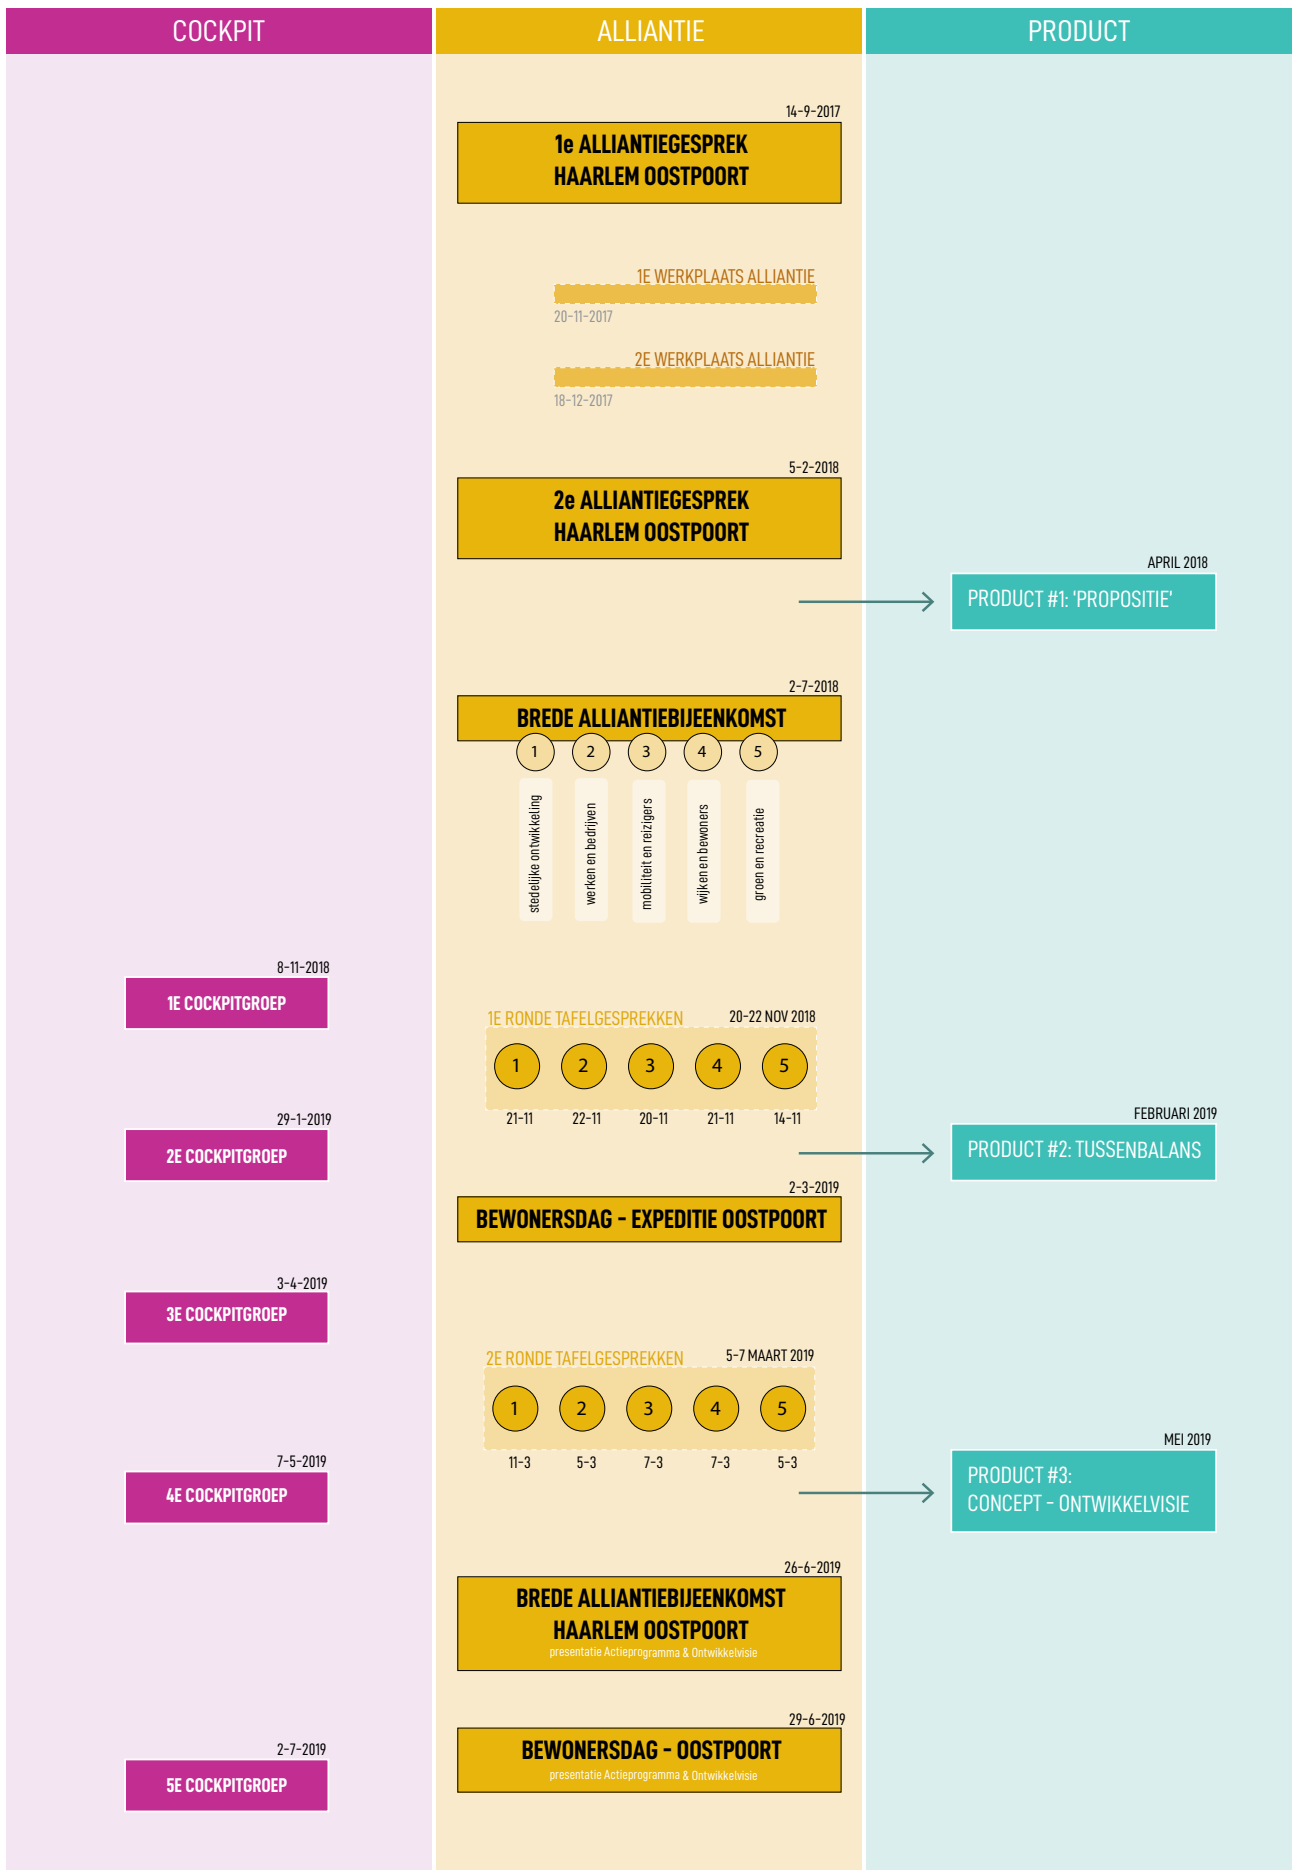 COCKPIT
ALLIANTIE
PRODUCT
14-9-2017
1e ALLIANTIEGESPREK
HAARLEM OOSTPOORT
1E WERKPLAATS ALLIANTIE
20-11-2017
2E WERKPLAATS ALLIANTIE
18-12-2017
5-2-2018
2e ALLIANTIEGESPREK
HAARLEM OOSTPOORT
APRIL 2018
PRODUCT #1: 'PROPOSITIE'
2-7-2018
BREDE ALLIANTIEBIJEENKOMST
1 2 3 4 5
stedelijke ontwikkeling
werken en bedrijven
mobiliteit en reizigers
wijken en bewoners
groen en recreatie
8-11-2018
1E COCKPITGROEP
1E RONDE TAFELGESPREKKEN 20-22 NOV 2018
1 2 3 4 5
21-11 22-11 20-11 21-11 14-11
29-1-2019
2E COCKPITGROEP
FEBRUARI 2019
PRODUCT #2: TUSSENBALANS
2-3-2019
BEWONERSDAG - EXPEDITIE OOSTPOORT
3-4-2019
3E COCKPITGROEP
2E RONDE TAFELGESPREKKEN 5-7 MAART 2019
1 2 3 4 5
11-3 5-3 7-3 7-3 5-3
7-5-2019
4E COCKPITGROEP
MEI 2019
PRODUCT #3:
CONCEPT - ONTWIKKELVISIE
26-6-2019
BREDE ALLIANTIEBIJEENKOMST
HAARLEM OOSTPOORT
presentatie Actieprogramma & Ontwikkelvisie
29-6-2019
BEWONERSDAG - OOSTPOORT
presentatie Actieprogramma & Ontwikkelvisie
2-7-2019
5E COCKPITGROEP